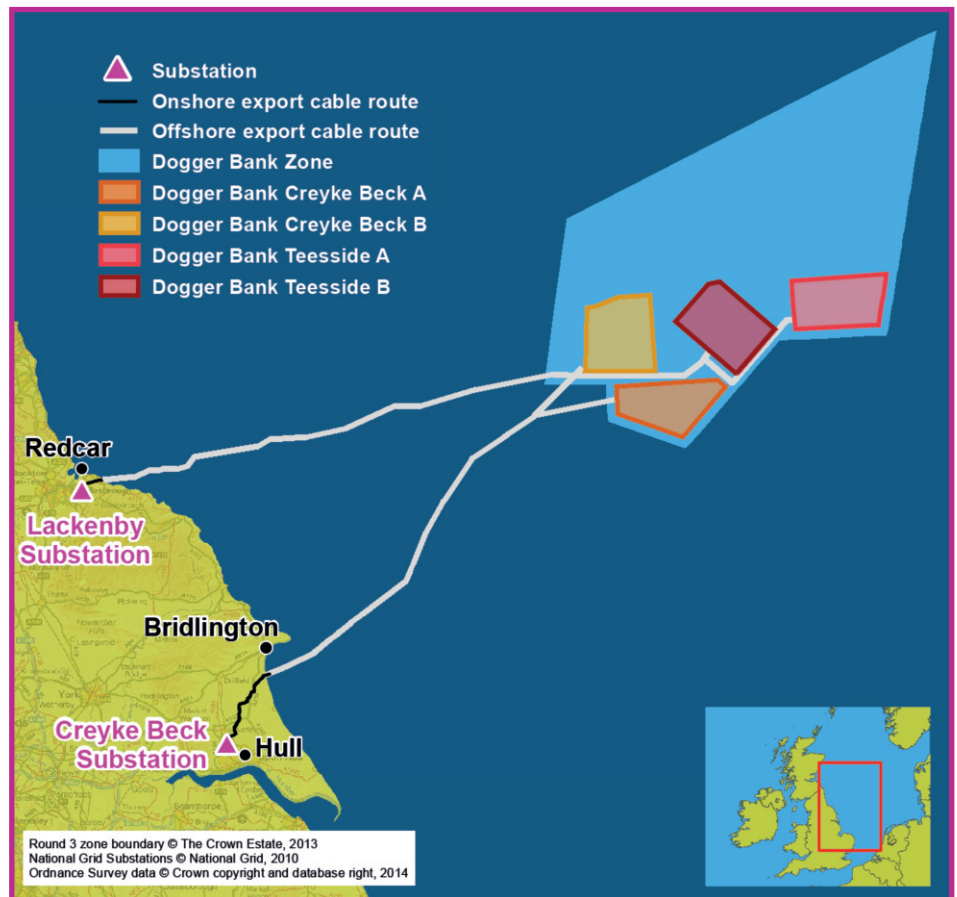 Substation
Onshore export cable route
Offshore export cable route
Dogger Bank Zone
Dogger Bank Creyke Beck A
Dogger Bank Creyke Beck B
Dogger Bank Teesside A
Dogger Bank Teesside B
Redcar
Lackenby
Substation
Bridlington
Creyke Beck
Substation
Hull
York
Round 3 zone boundary © The Crown Estate, 2013
National Grid Substations © National Grid, 2010
Ordnance Survey data © Crown copyright and database right, 2014